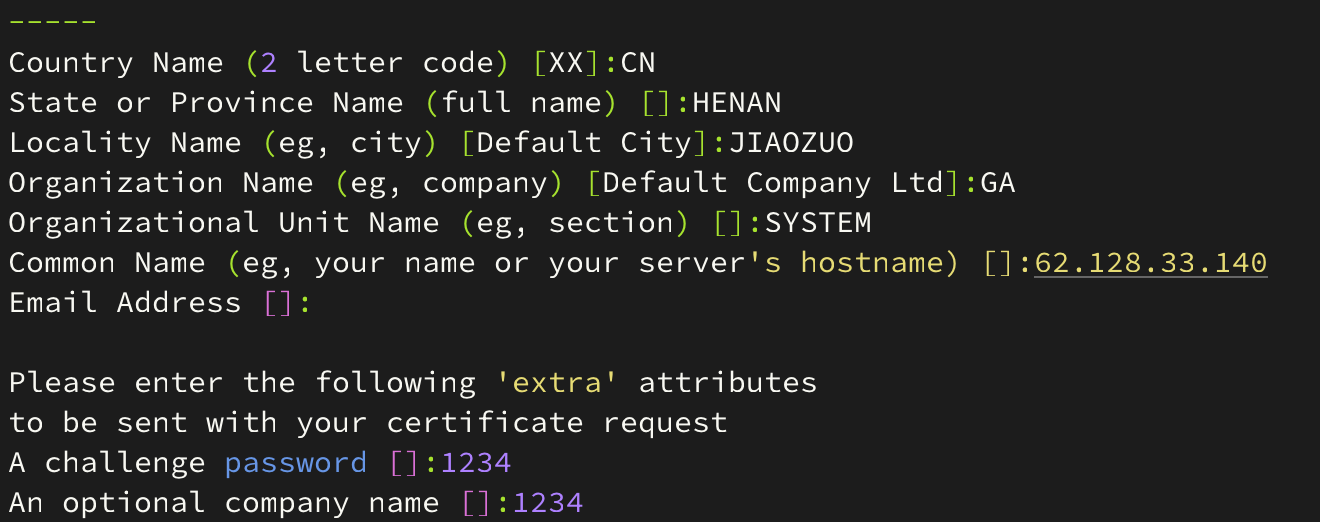 -----
Country Name (2 letter code) [XX]:CN
State or Province Name (full name) []:HENAN
Locality Name (eg, city) [Default City]:JIAOZUO
Organization Name (eg, company) [Default Company Ltd]:GA
Organizational Unit Name (eg, section) []:SYSTEM
Common Name (eg, your name or your server's hostname) []:62.128.33.140
Email Address []:
Please enter the following 'extra' attributes
to be sent with your certificate request
A challenge password []:1234
An optional company name []:1234